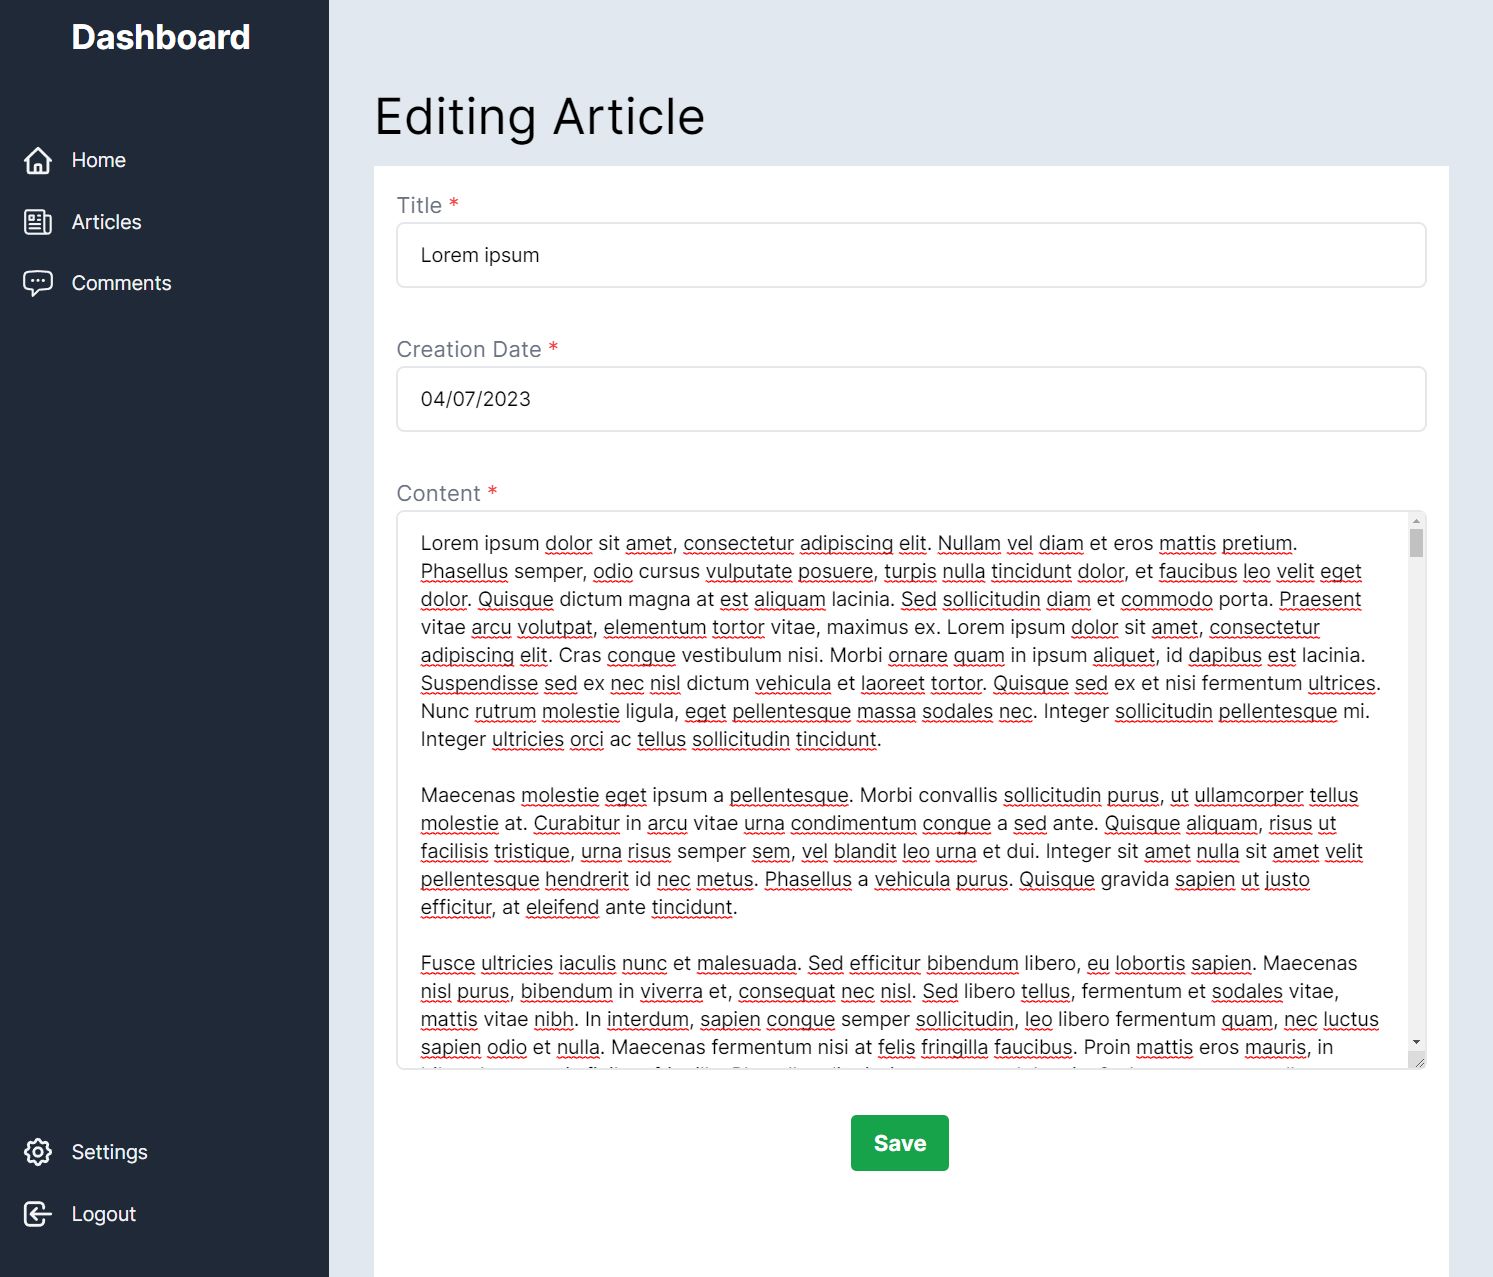 Dashboard
Home
Articles
Comments
Settings
Logout
Editing Article
Title *
Lorem ipsum
Creation Date *
04/07/2023
Content *
Lorem ipsum dolor sit amet, consectetur adipiscing elit. Nullam vel diam et eros mattis pretium.
Phasellus semper, odio cursus vulputate posuere, turpis nulla tincidunt dolor, et faucibus leo velit eget
dolor. Quisque dictum magna at est aliquam lacinia. Sed sollicitudin diam et commodo porta. Praesent
vitae arcu volutpat, elementum tortor vitae, maximus ex. Lorem ipsum dolor sit amet, consectetur
adipiscing elit. Cras congue vestibulum nisi. Morbi ornare quam in ipsum aliquet, id dapibus est lacinia.
Suspendisse sed ex nec nisl dictum vehicula et laoreet tortor. Quisque sed ex et nisi fermentum ultrices.
Nunc rutrum molestie ligula, eget pellentesque massa sodales nec. Integer sollicitudin pellentesque mi.
Integer ultricies orci ac tellus sollicitudin tincidunt.
Maecenas molestie eget ipsum a pellentesque. Morbi convallis sollicitudin purus, ut ullamcorper tellus
molestie at. Curabitur in arcu vitae urna condimentum congue a sed ante. Quisque aliquam, risus ut
facilisis tristique, urna risus semper sem, vel blandit leo urna et dui. Integer sit amet nulla sit amet velit
pellentesque hendrerit id nec metus. Phasellus a vehicula purus. Quisque gravida sapien ut justo
efficitur, at eleifend ante tincidunt.
Fusce ultricies iaculis nunc et malesuada. Sed efficitur bibendum libero, eu lobortis sapien. Maecenas
nisl purus, bibendum in viverra et, consequat nec nisl. Sed libero tellus, fermentum et sodales vitae,
mattis vitae nibh. In interdum, sapien congue semper sollicitudin, leo libero fermentum quam, nec luctus
sapien odio et nulla. Maecenas fermentum nisi at felis fringilla faucibus. Proin mattis eros mauris, in
Save